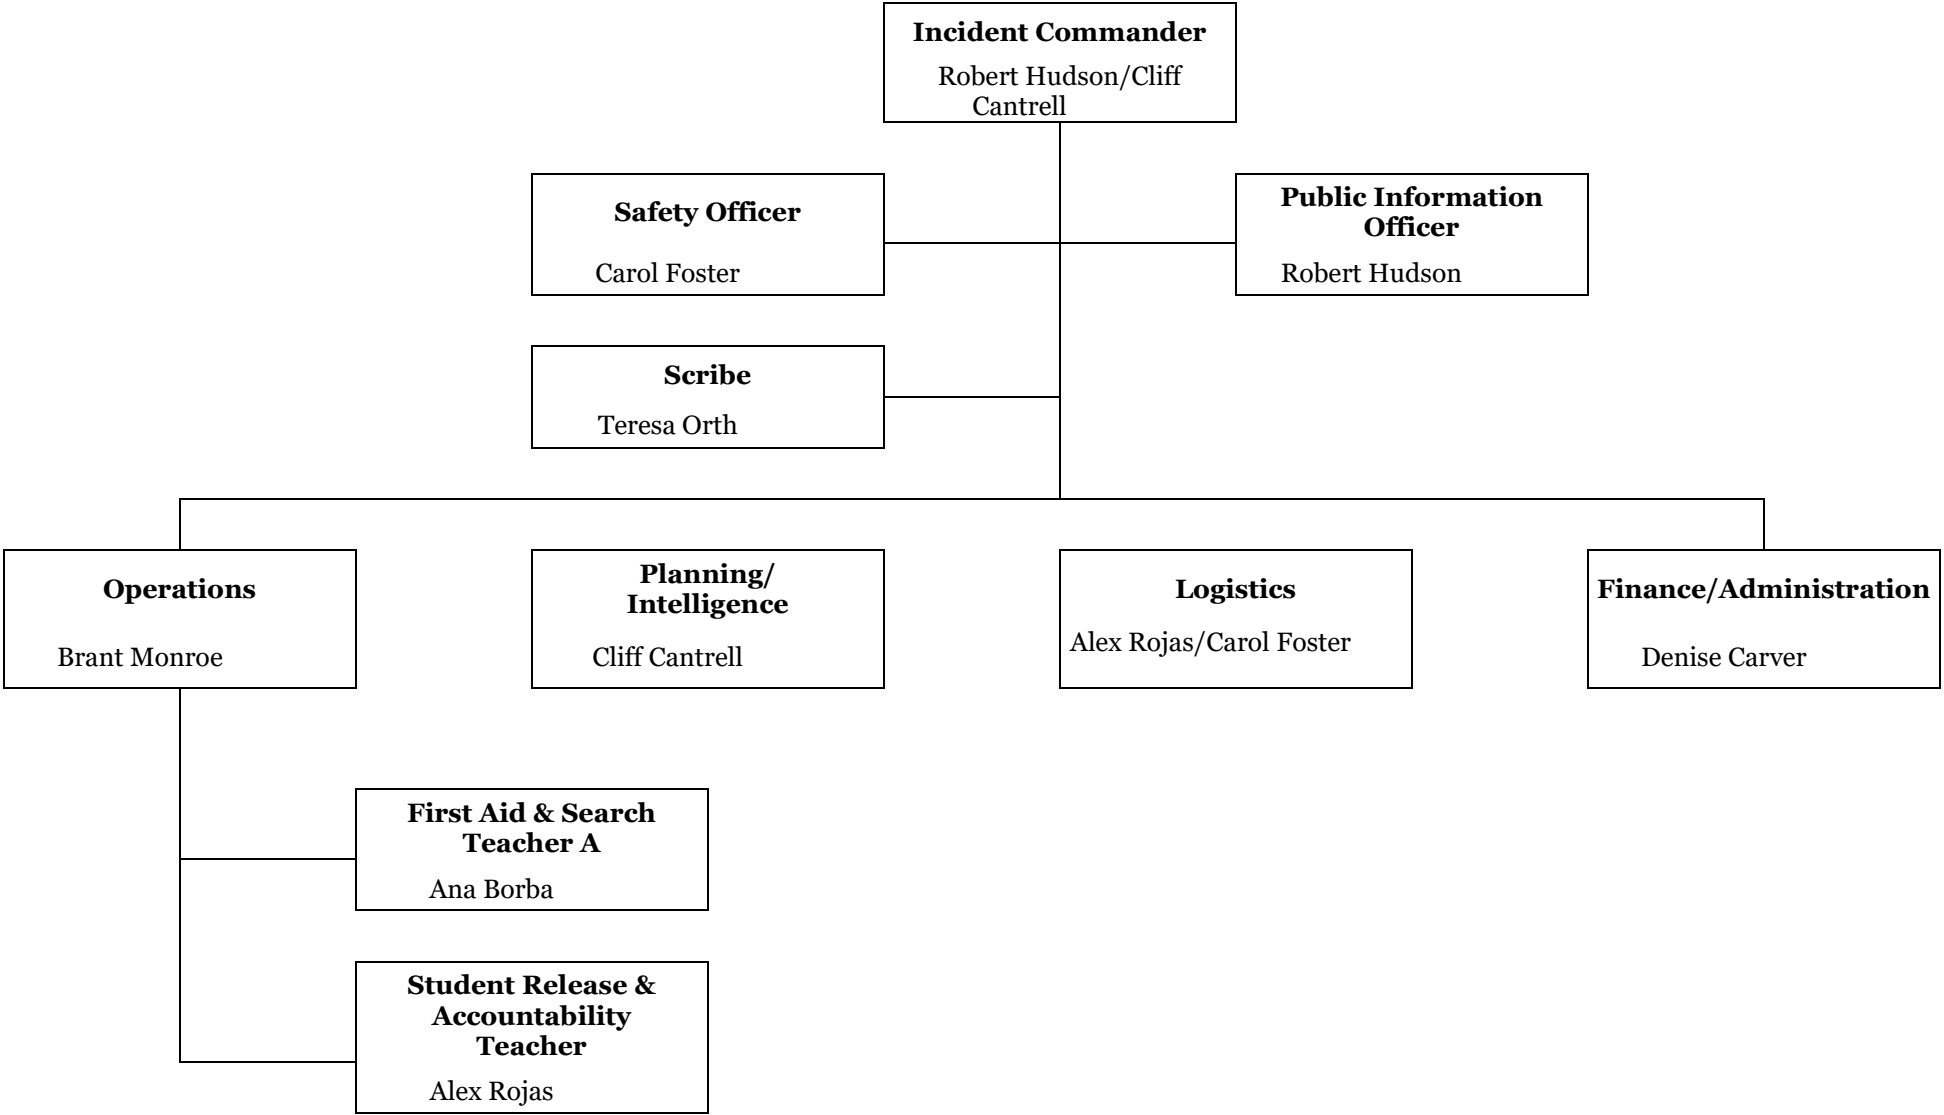 Incident Commander
Robert Hudson/Cliff
Cantrell
Safety Officer
Carol Foster
Public Information
Officer
Robert Hudson
Scribe
Teresa Orth
Operations
Brant Monroe
Planning/
Intelligence
Cliff Cantrell
Logistics
Alex Rojas/Carol Foster
Finance/Administration
Denise Carver
First Aid & Search
Teacher A
Ana Borba
Student Release &
Accountability
Teacher
Alex Rojas